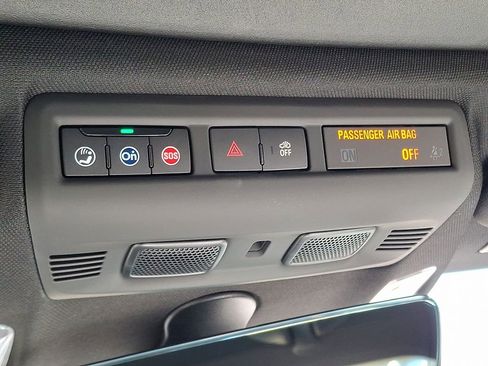 PASSENGER AIR BAG
On
SOS
OFF
ON
OFF